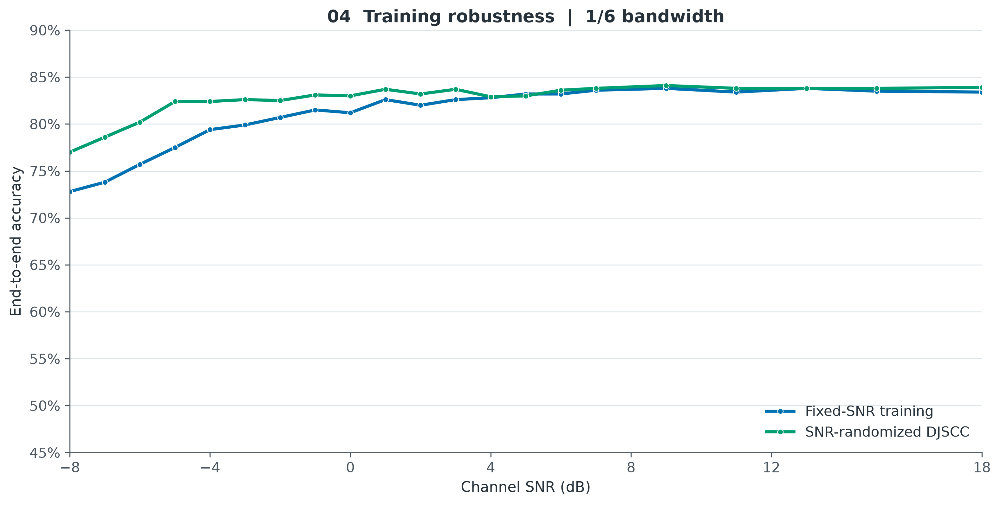 04  Training robustness  |  1/6 bandwidth
90%
85%
80%
75%
70%
65%
60%
55%
50%
45%
End-to-end accuracy
Fixed-SNR training
SNR-randomized DJSCC
−8 −4 0 4 8 12 18
Channel SNR (dB)